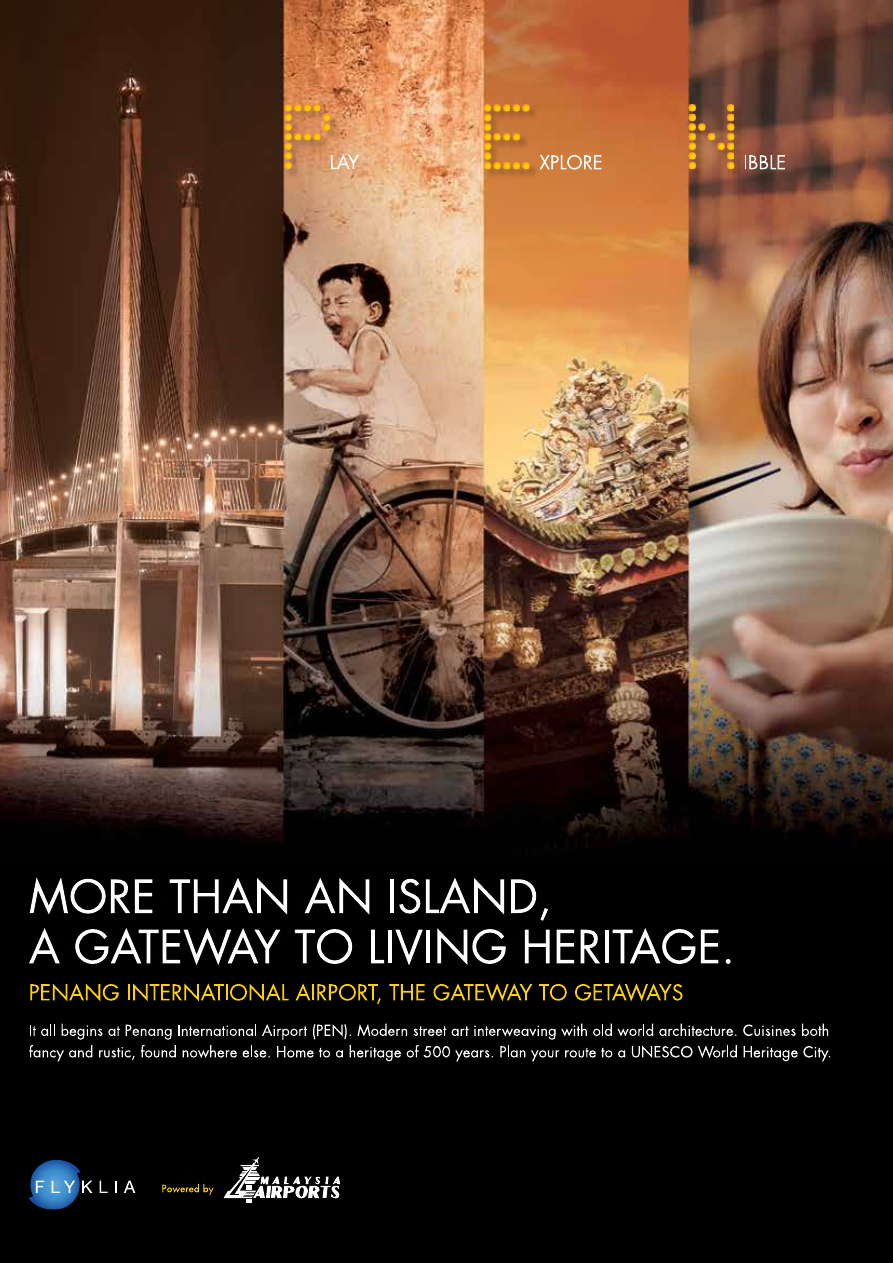 PLAY EXPLORE NIBBLE
MORE THAN AN ISLAND,
A GATEWAY TO LIVING HERITAGE.
PENANG INTERNATIONAL AIRPORT, THE GATEWAY TO GETAWAYS
It all begins at Penang International Airport (PEN). Modern street art interweaving with old world architecture. Cuisines both
fancy and rustic, found nowhere else. Home to a heritage of 500 years. Plan your route to a UNESCO World Heritage City.
FLYKLIA Powered by MALAYSIA
AIRPORTS